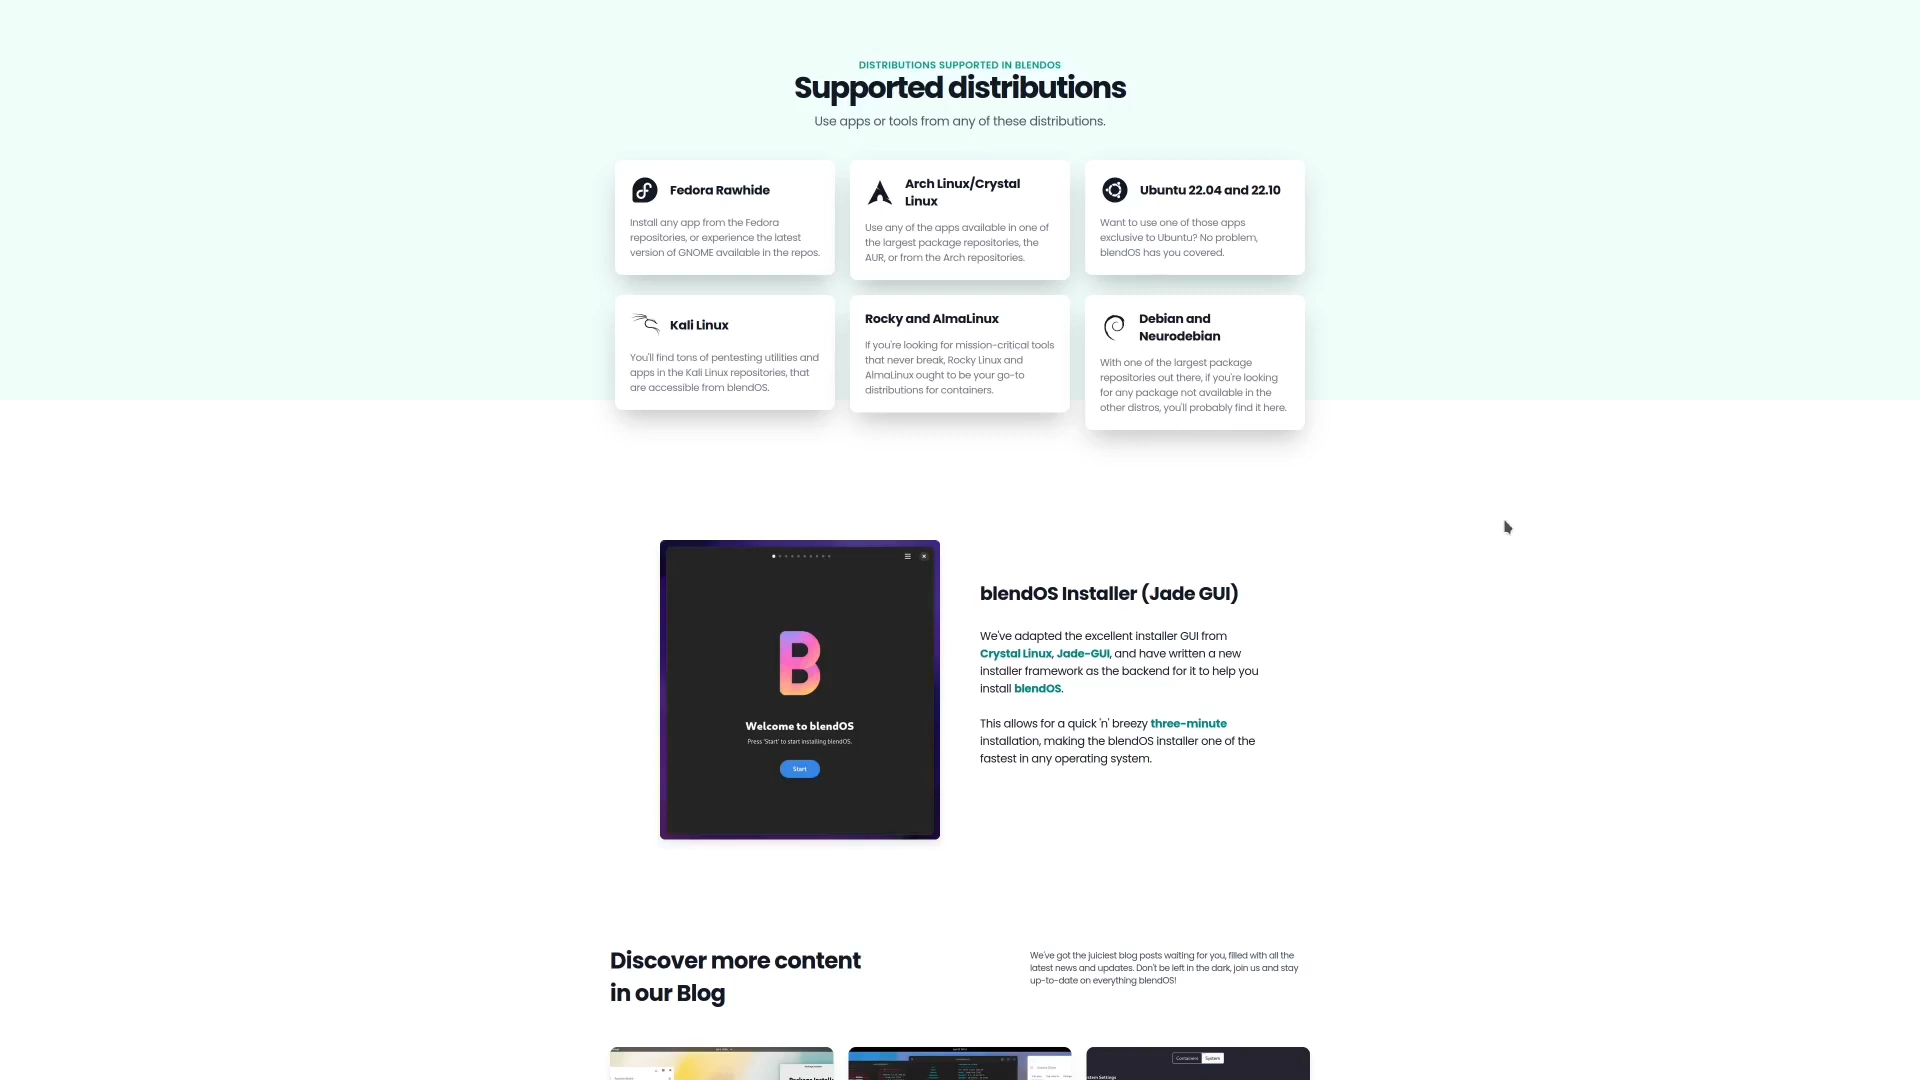 DISTRIBUTIONS SUPPORTED IN BLENDOS
Supported distributions
Use apps or tools from any of these distributions.
Fedora Rawhide
Install any app from the Fedora
repositories, or experience the latest
version of GNOME available in the repos.
Arch Linux/Crystal
Linux
Use any of the apps available in one of
the largest package repositories, the
AUR, or from the Arch repositories.
Ubuntu 22.04 and 22.10
Want to use one of those apps
exclusive to Ubuntu? No problem,
blendOS has you covered.
Kali Linux
You'll find tons of pentesting utilities and
apps in the Kali Linux repositories, that
are accessible from blendOS.
Rocky and AlmaLinux
If you're looking for mission-critical tools
that never break, Rocky Linux and
AlmaLinux ought to be your go-to
distributions for containers.
Debian and
Neurodebian
With one of the largest package
repositories out there, if you're looking
for any package not available in the
other distros, you'll probably find it here.
B
Welcome to blendOS
Press 'Start' to start installing blendOS.
Start
blendOS Installer (Jade GUI)
We've adapted the excellent installer GUI from
Crystal Linux, Jade-GUI, and have written a new
installer framework as the backend for it to help you
install blendOS.
This allows for a quick 'n' breezy three-minute
installation, making the blendOS installer one of the
fastest in any operating system.
Discover more content
in our Blog
We've got the juiciest blog posts waiting for you, filled with all the
latest news and updates. Don't be left in the dark, join us and stay
up-to-date on everything blendOS!
Containers System